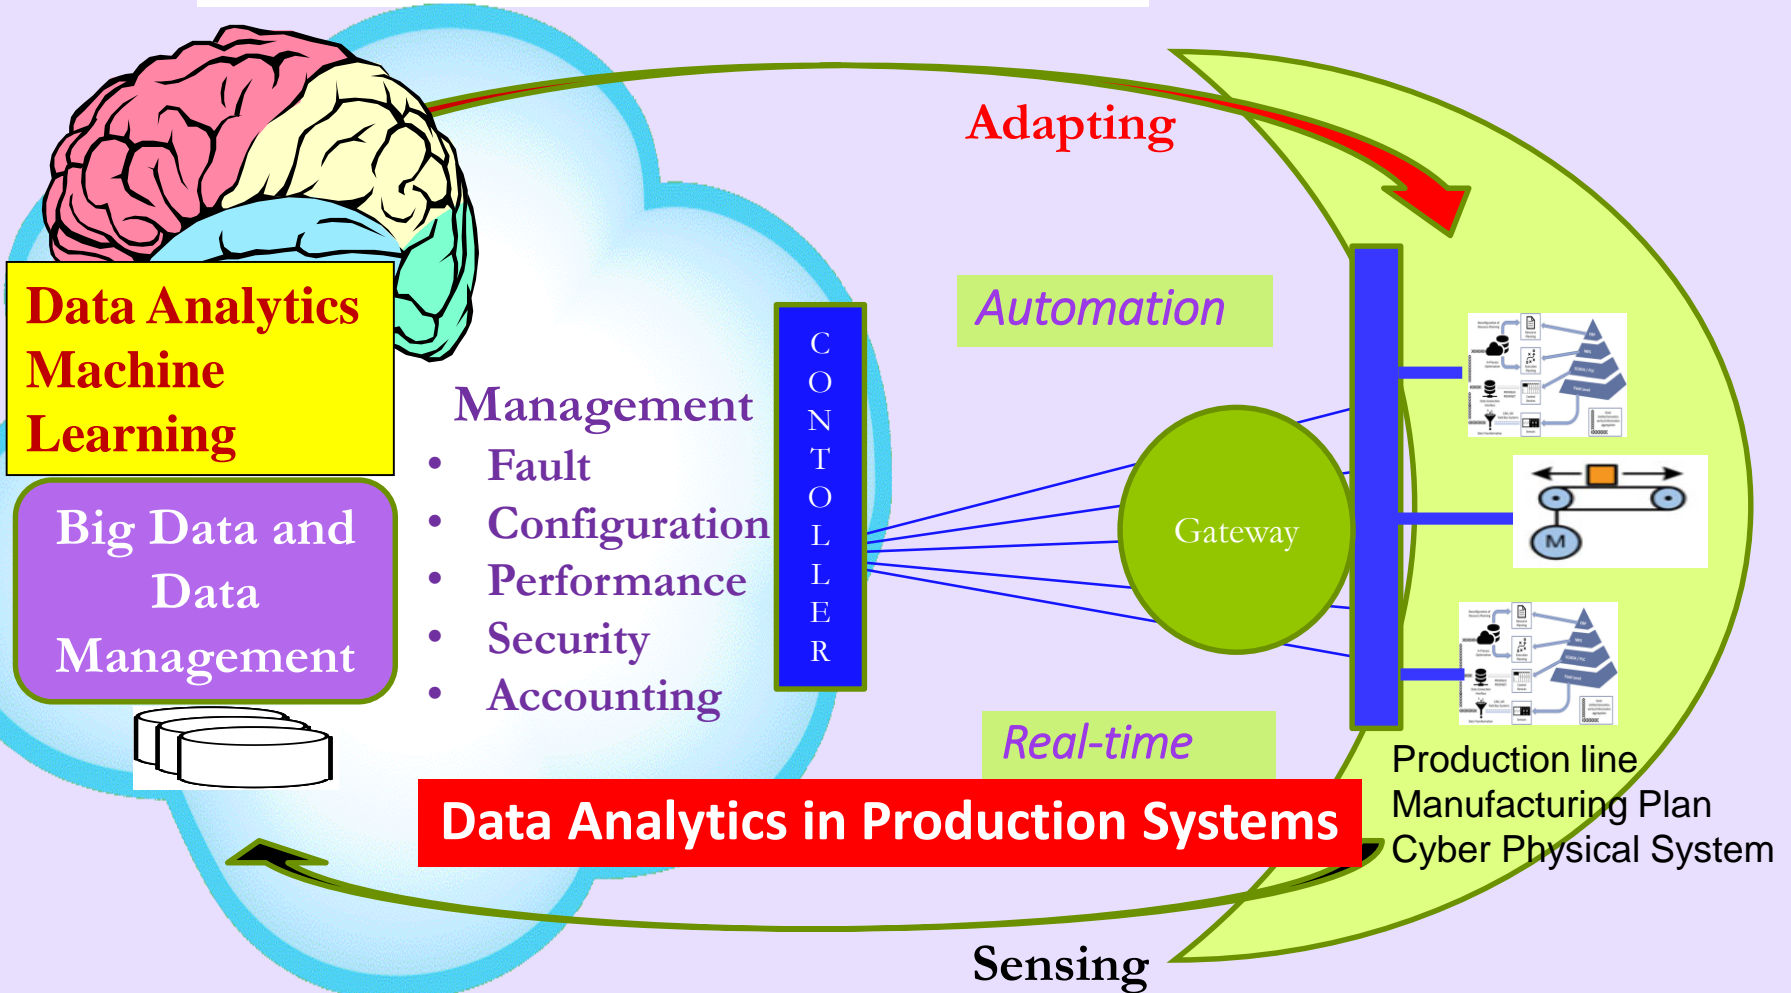 Adapting
Data Analytics
Machine
Learning
Big Data and
Data
Management
Management
• Fault
• Configuration
• Performance
• Security
• Accounting
C
O
N
T
O
L
L
E
R
Automation
Gateway
Real-time
M
Data Analytics in Production Systems
Production line
Manufacturing Plan
Cyber Physical System
Sensing